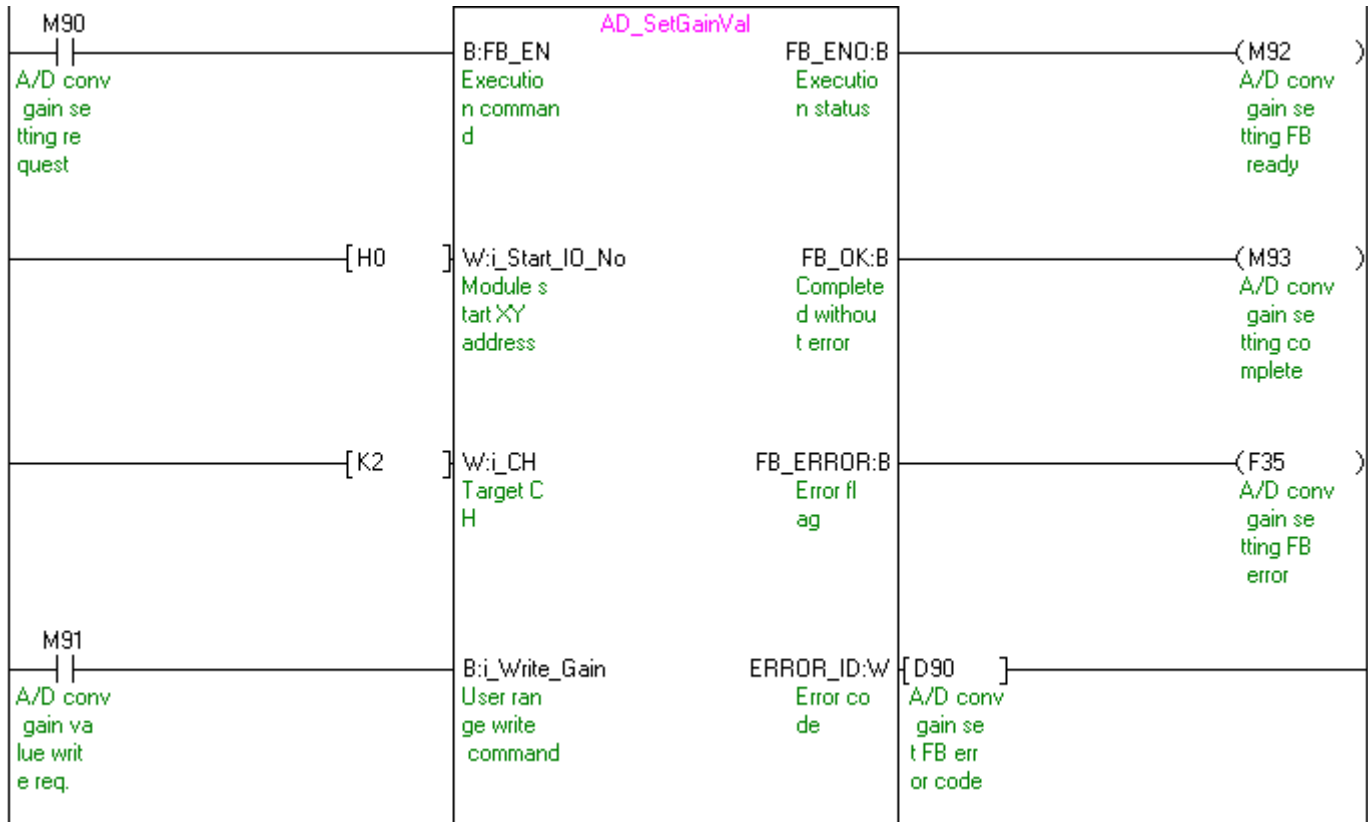 M90
AD_SetGainVal
B:FB_EN
FB_ENO:B
(M92 )
A/D conv
gain se
tting re
quest
Executio
n comman
d
Executio
n status
A/D conv
gain se
tting FB
ready
[H0 ]
W:i_Start_IO_No
FB_OK:B
(M93 )
Module s
tart XY
address
Complete
d withou
t error
A/D conv
gain se
tting co
mplete
[K2 ]
W:i_CH
FB_ERROR:B
(F35 )
Target C
H
Error fl
ag
A/D conv
gain se
tting FB
error
M91
B:i_Write_Gain
ERROR_ID:W
[D90 ]
A/D conv
gain va
lue writ
e req.
User ran
ge write
command
Error co
de
A/D conv
gain se
t FB err
or code